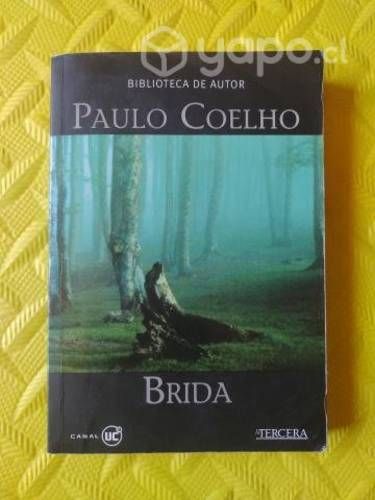 yapo.cl
BIBLIOTECA DE AUTOR
PAULO COELHO
BRIDA
CANAL UC
LA TERCERA